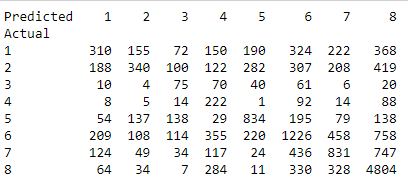 Predicted 1 2 3 4 5 6 7 8
Actual
1 310 155 72 150 190 324 222 368
2 188 340 100 122 282 307 208 419
3 10 4 75 70 40 61 6 20
4 8 5 14 222 1 92 14 88
5 54 137 138 29 834 195 79 138
6 209 108 114 355 220 1226 458 758
7 124 49 34 117 24 436 831 747
8 64 34 7 284 11 330 328 4804